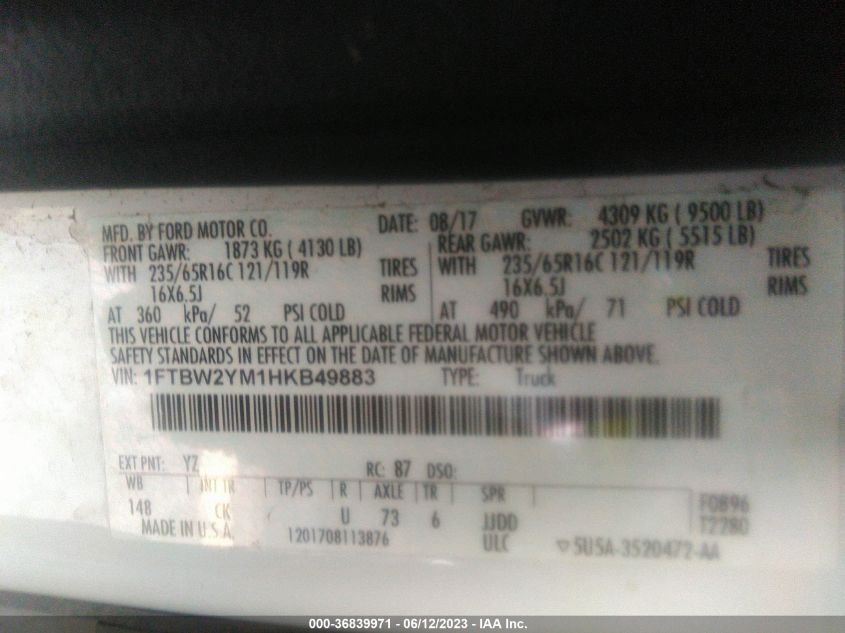 MFD. BY FORD MOTOR CO. DATE: 08/17 GVWR: 4309 KG ( 9500 LB)
FRONT GAWR: 1873 KG ( 4130 LB) REAR GAWR: 2502 KG ( 5515 LB)
WITH 235/65R16C 121/119R TIRES WITH 235/65R16C 121/119R TIRES
16X6.5J RIMS 16X6.5J RIMS
AT 360 kPa/ 52 PSI COLD AT 490 kPa/ 71 PSI COLD
THIS VEHICLE CONFORMS TO ALL APPLICABLE FEDERAL MOTOR VEHICLE
SAFETY STANDARDS IN EFFECT ON THE DATE OF MANUFACTURE SHOWN ABOVE.
VIN: 1FTBW2YM1HKB49883 TYPE: Truck
EXT PNT: YZ RC: 87 DSO:
WB INT TR TP/PS R AXLE TR SPR F0896
148 CK U 73 6 JJDD T2780
MADE IN U.S.A. 1201708113876 ULC 5U5A-3520472-AA
000-36839971 - 06/12/2023 - IAA Inc.